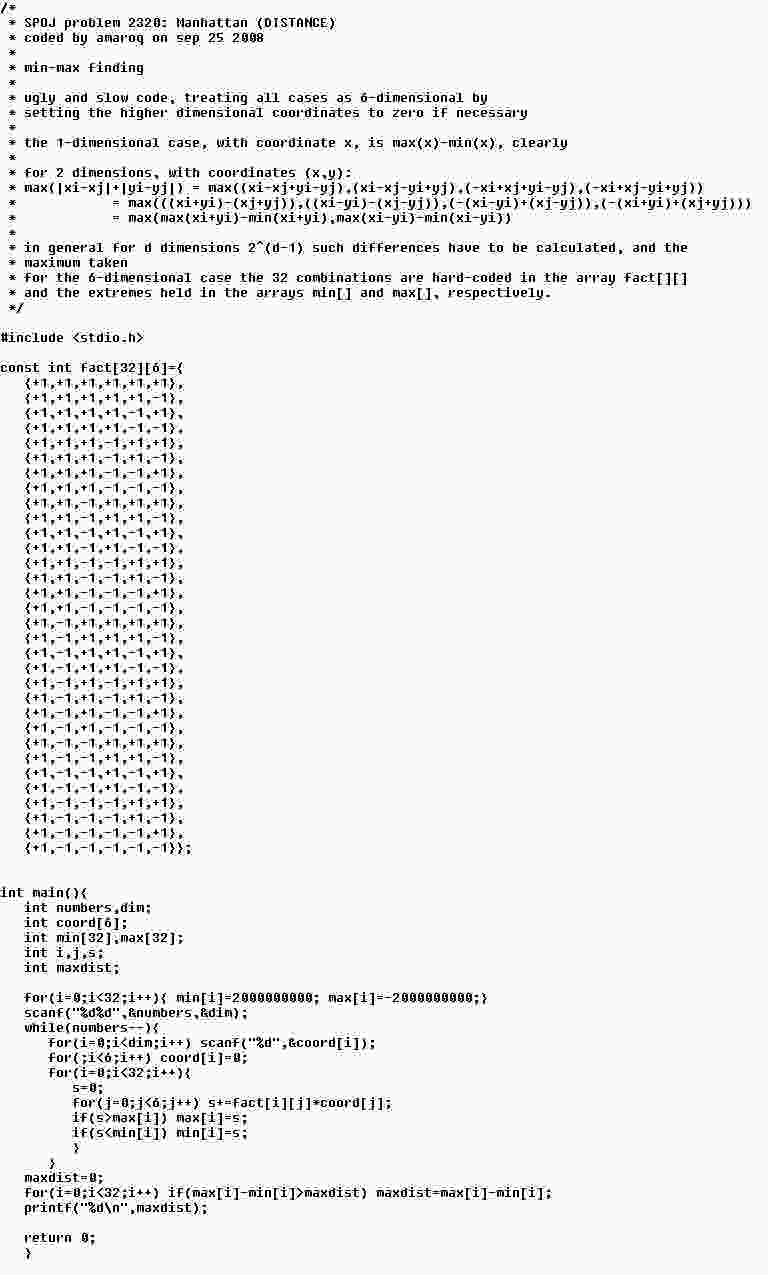 /*
 * SPOJ problem 2320: Manhattan (DISTANCE)
 * coded by amaroq on sep 25 2008
 *
 * min-max finding
 *
 * ugly and slow code, treating all cases as 6-dimensional by
 * setting the higher dimensional coordinates to zero if necessary
 *
 * the 1-dimensional case, with coordinate x, is max(x)-min(x), clearly
 *
 * for 2 dimensions, with coordinates (x,y):
 * max(|xi-xj|+|yi-yj|) = max((xi-xj+yi-yj),(xi-xj-yi+yj),(-xi+xj+yi-yj),(-xi+xj-yi+yj))
 *            = max(((xi+yi)-(xj+yj)),((xi-yi)-(xj-yj)),(-(xi-yi)+(xj-yj)),(-(xi+yi)+(xj+yj)))
 *            = max(max(xi+yi)-min(xi+yi),max(xi-yi)-min(xi-yi))
 *
 * in general for d dimensions 2^(d-1) such differences have to be calculated, and the
 * maximum taken
 * for the 6-dimensional case the 32 combinations are hard-coded in the array fact[][]
 * and the extremes held in the arrays min[] and max[], respectively.
 */

#include <stdio.h>

const int fact[32][6]={
   {+1,+1,+1,+1,+1,+1},
   {+1,+1,+1,+1,+1,-1},
   {+1,+1,+1,+1,-1,+1},
   {+1,+1,+1,+1,-1,-1},
   {+1,+1,+1,-1,+1,+1},
   {+1,+1,+1,-1,+1,-1},
   {+1,+1,+1,-1,-1,+1},
   {+1,+1,+1,-1,-1,-1},
   {+1,+1,-1,+1,+1,+1},
   {+1,+1,-1,+1,+1,-1},
   {+1,+1,-1,+1,-1,+1},
   {+1,+1,-1,+1,-1,-1},
   {+1,+1,-1,-1,+1,+1},
   {+1,+1,-1,-1,+1,-1},
   {+1,+1,-1,-1,-1,+1},
   {+1,+1,-1,-1,-1,-1},
   {+1,-1,+1,+1,+1,+1},
   {+1,-1,+1,+1,+1,-1},
   {+1,-1,+1,+1,-1,+1},
   {+1,-1,+1,+1,-1,-1},
   {+1,-1,+1,-1,+1,+1},
   {+1,-1,+1,-1,+1,-1},
   {+1,-1,+1,-1,-1,+1},
   {+1,-1,+1,-1,-1,-1},
   {+1,-1,-1,+1,+1,+1},
   {+1,-1,-1,+1,+1,-1},
   {+1,-1,-1,+1,-1,+1},
   {+1,-1,-1,+1,-1,-1},
   {+1,-1,-1,-1,+1,+1},
   {+1,-1,-1,-1,+1,-1},
   {+1,-1,-1,-1,-1,+1},
   {+1,-1,-1,-1,-1,-1}};


int main(){
   int numbers,dim;
   int coord[6];
   int min[32],max[32];
   int i,j,s;
   int maxdist;

   for(i=0;i<32;i++){ min[i]=2000000000; max[i]=-2000000000;}
   scanf("%d%d",&numbers,&dim);
   while(numbers--){
      for(i=0;i<dim;i++) scanf("%d",&coord[i]);
      for(;i<6;i++) coord[i]=0;
      for(i=0;i<32;i++){
         s=0;
         for(j=0;j<6;j++) s+=fact[i][j]*coord[j];
         if(s>max[i]) max[i]=s;
         if(s<min[i]) min[i]=s;
         }
      }
   maxdist=0;
   for(i=0;i<32;i++) if(max[i]-min[i]>maxdist) maxdist=max[i]-min[i];
   printf("%d\n",maxdist);

   return 0;
   }